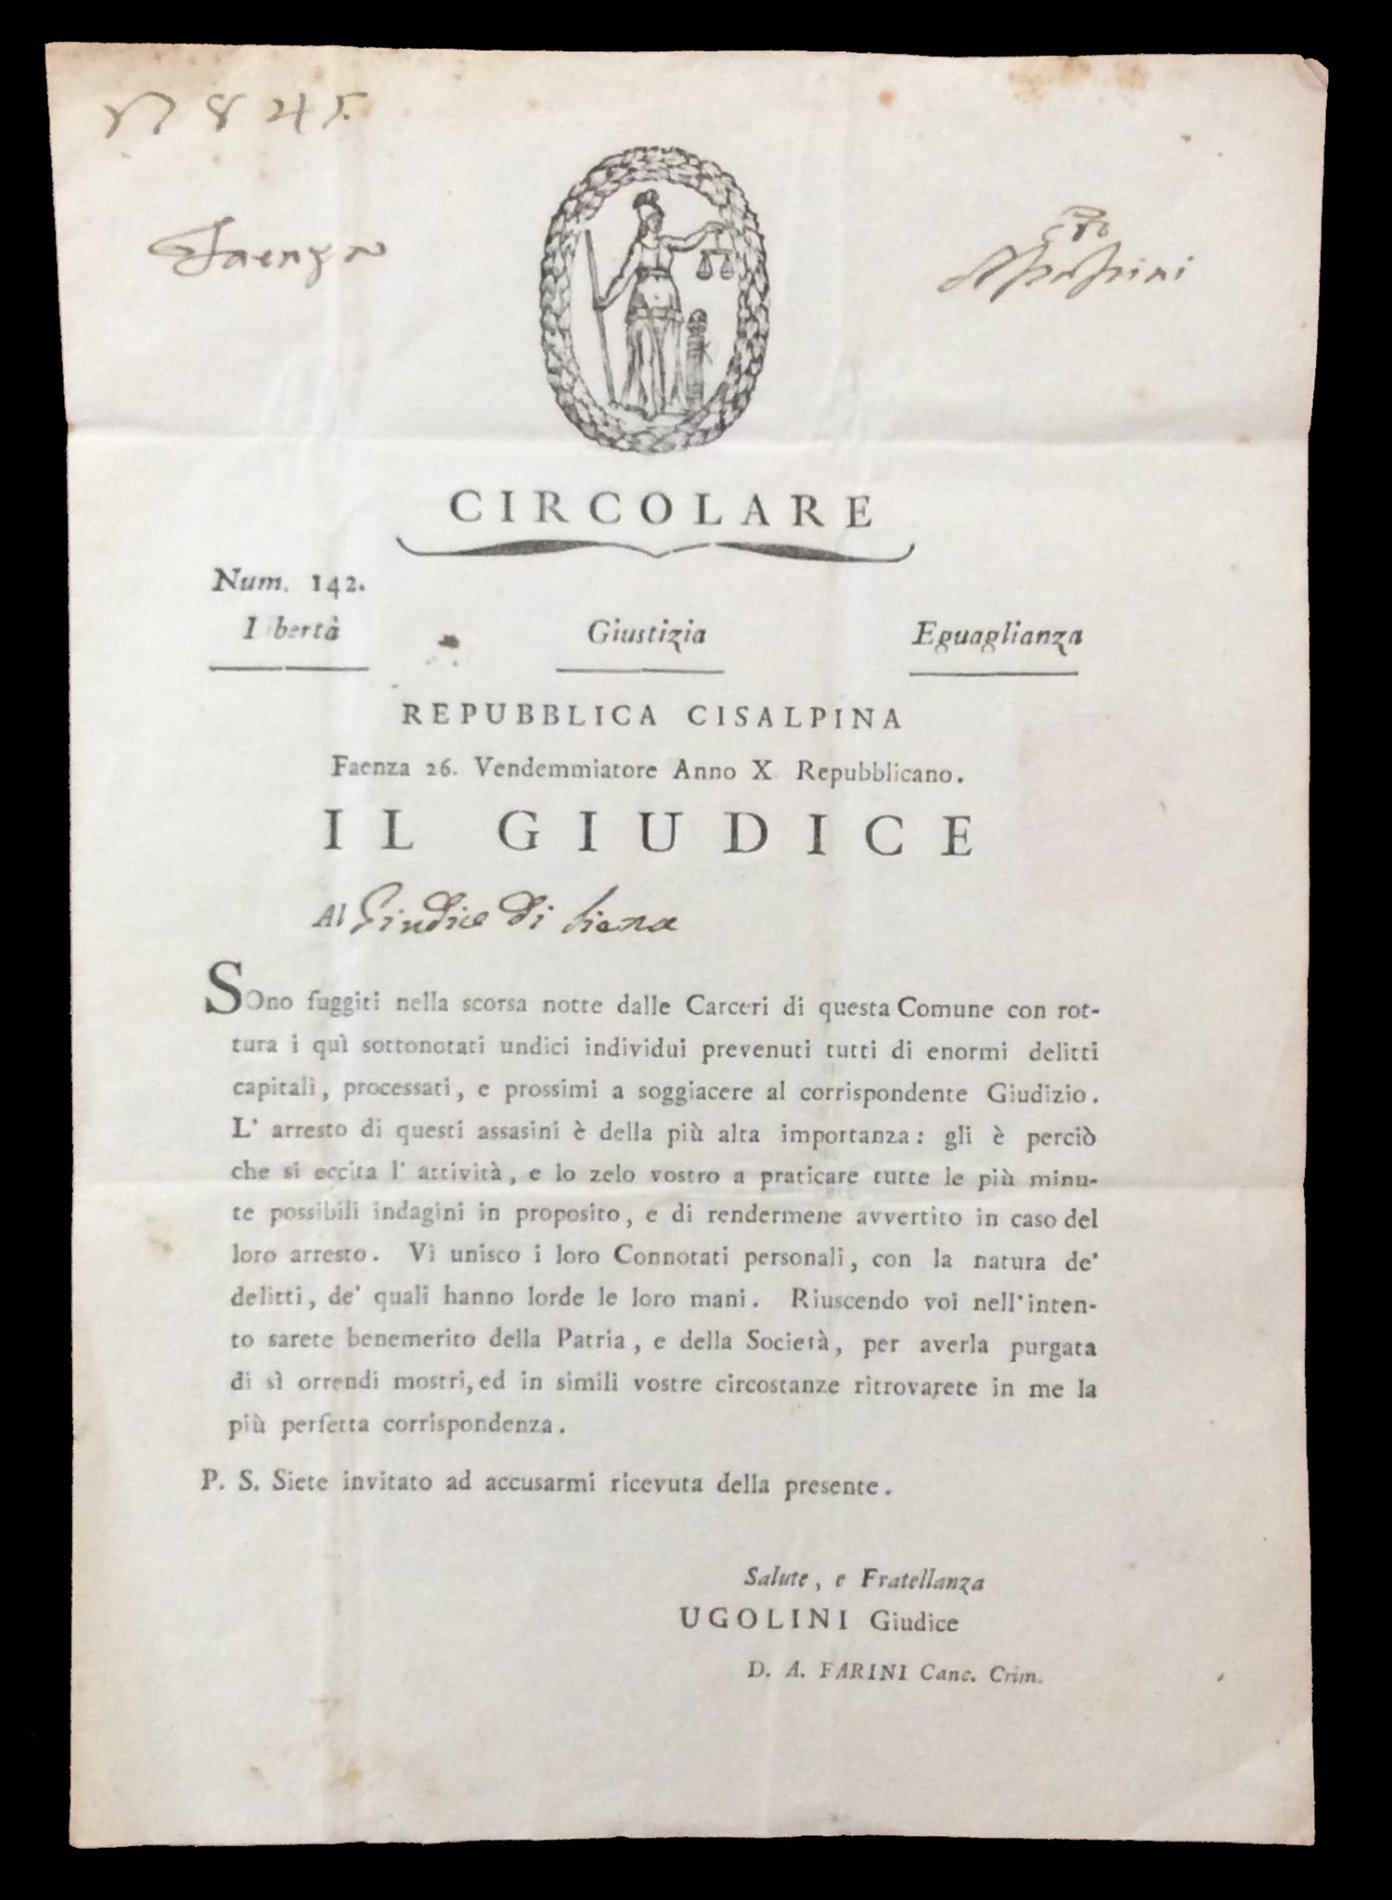 N 845
Faenza
CIRCOLARE
Num. 142.
Libertà Giustizia Eguaglianza
REPUBBLICA CISALPINA
Faenza 26. Vendemmiatore Anno X Repubblicano.
IL GIUDICE
Al Giudice di Siena
SOno fuggiti nella scorsa notte dalle Carceri di questa Comune con rot-
tura i quì sottonotati undici individui prevenuti tutti di enormi delitti
capitali, processati, e prossimi a soggiacere al corrispondente Giudizio.
L' arresto di questi assasini è della più alta importanza: gli è perciò
che si eccita l' attività, e lo zelo vostro a praticare tutte le più minu-
te possibili indagini in proposito, e di rendermene avvertito in caso del
loro arresto. Vi unisco i loro Connotati personali, con la natura de'
delitti, de' quali hanno lorde le loro mani. Riuscendo voi nell'inten-
to sarete benemerito della Patria, e della Società, per averla purgata
di sì orrendi mostri, ed in simili vostre circostanze ritrovarete in me la
più perfetta corrispondenza.
P. S. Siete invitato ad accusarmi ricevuta della presente.
Salute, e Fratellanza
UGOLINI Giudice
D. A. FARINI Canc. Crim.